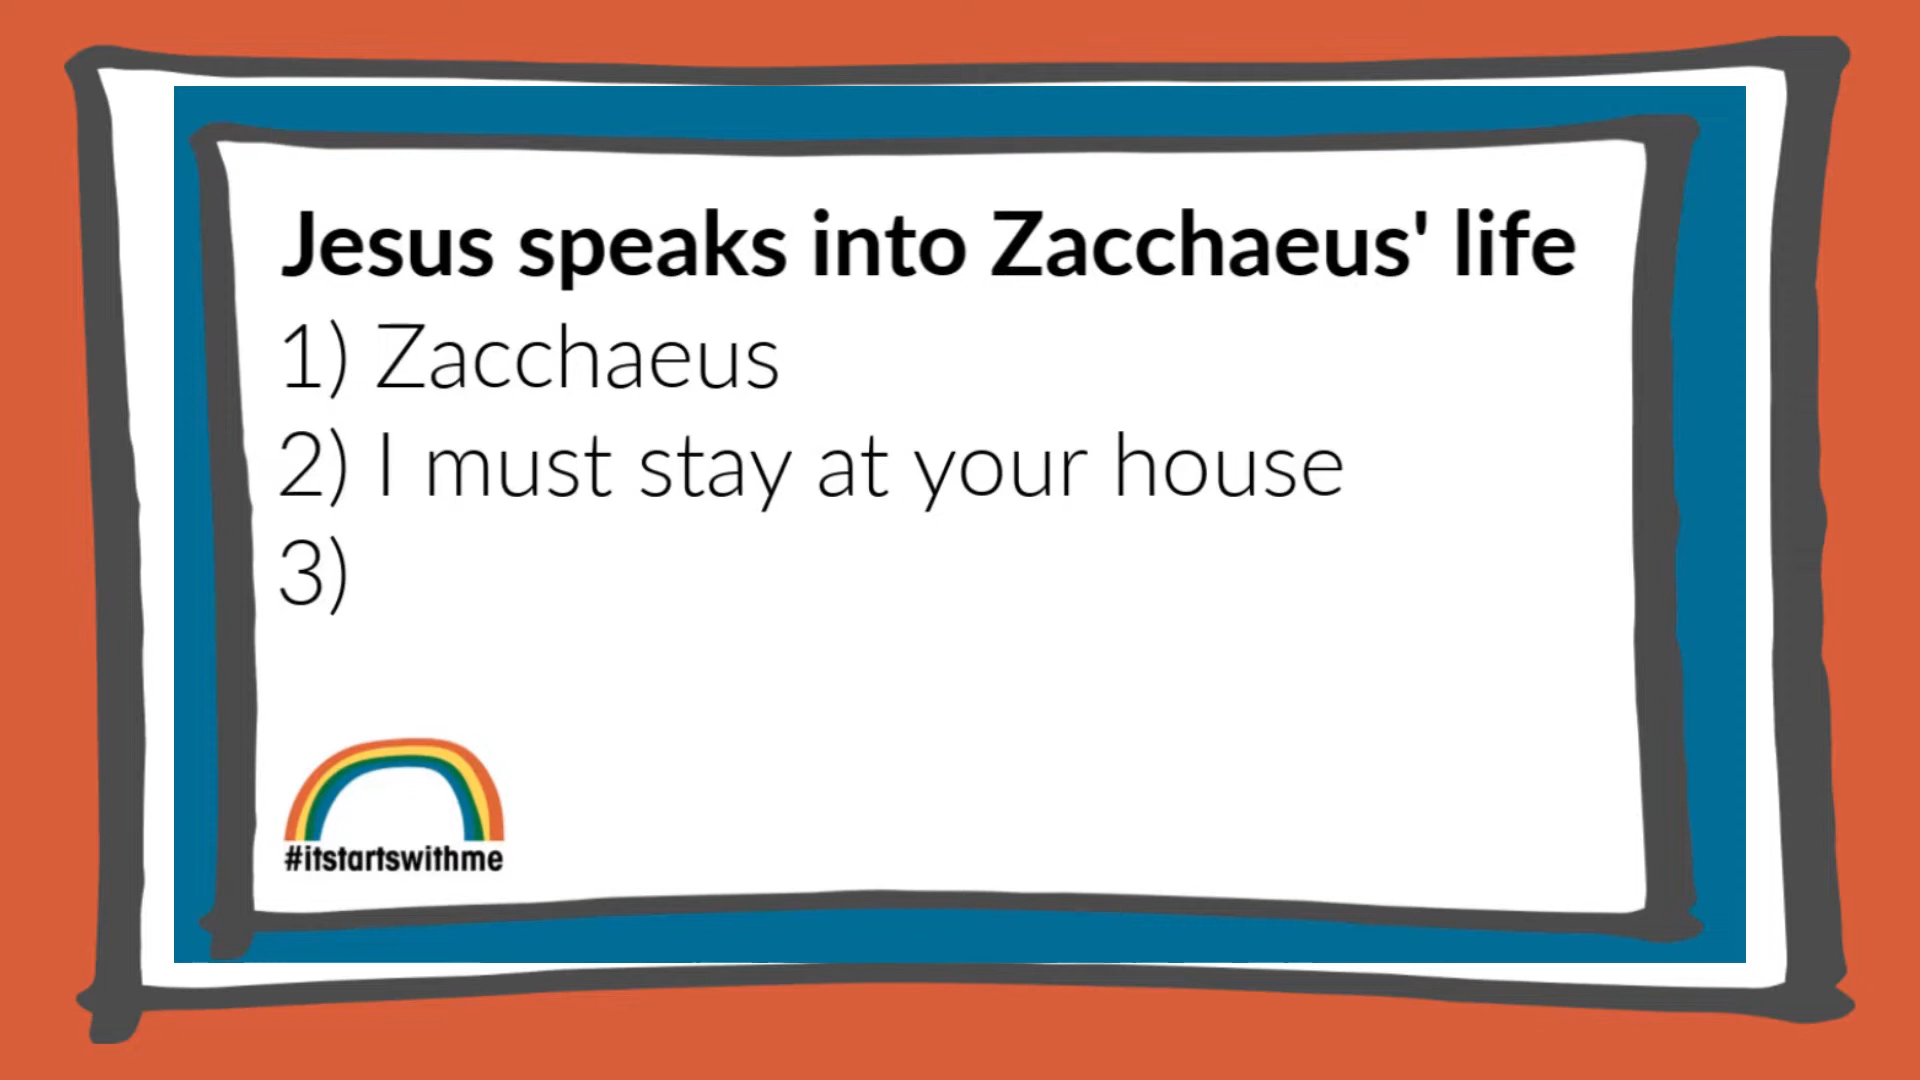 Jesus speaks into Zacchaeus' life
1) Zacchaeus
2) I must stay at your house
3)
#itstartswithme